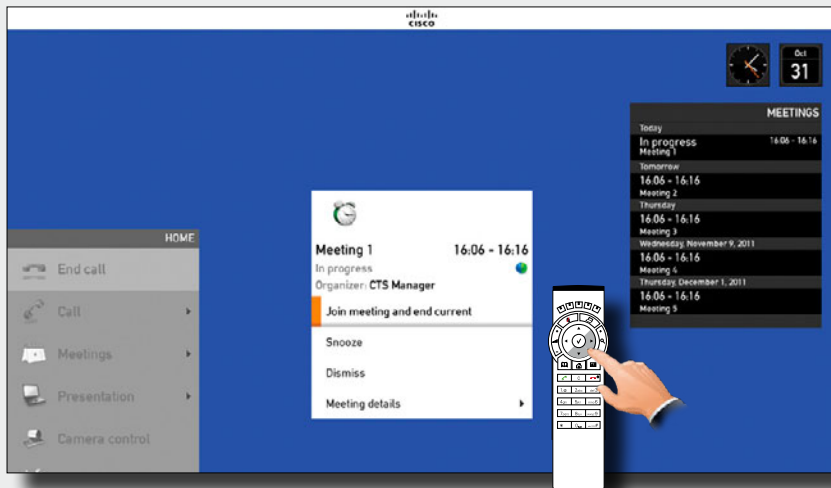 CISCO
Oct
31
MEETINGS
Today
In progress 16:06 - 16:16
Meeting 1
Tomorrow
16:06 - 16:16
Meeting 2
Thursday
16:06 - 16:16
Meeting 3
Wednesday, November 9, 2011
16:06 - 16:16
Meeting 4
Thursday, December 1, 2011
16:06 - 16:16
Meeting 5
HOME
End call
Call
Meetings
Presentation
Camera control
Meeting 1 16:06 - 16:16
In progress
Organizer: CTS Manager
Join meeting and end current
Snooze
Dismiss
Meeting details